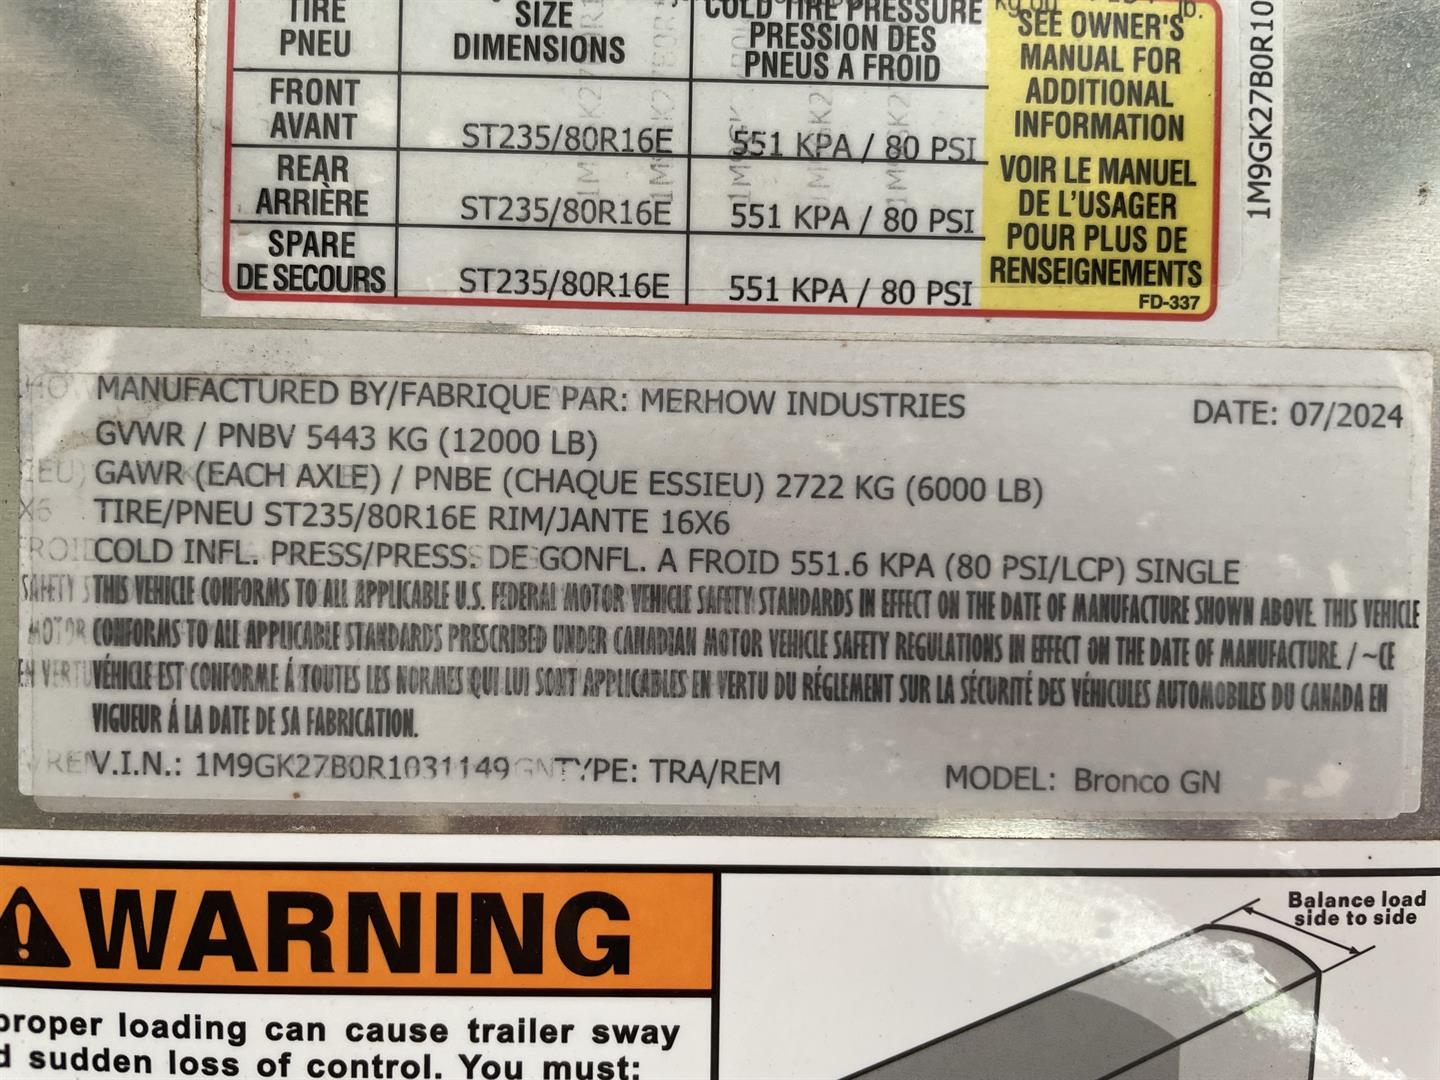 TIRE
PNEU
SIZE
DIMENSIONS
COLD TIRE PRESSURE
PRESSION DES
PNEUS A FROID
SEE OWNER'S
MANUAL FOR
ADDITIONAL
INFORMATION
VOIR LE MANUEL
DE L'USAGER
POUR PLUS DE
RENSEIGNEMENTS
FD-337
FRONT
AVANT
ST235/80R16E
551 KPA / 80 PSI
REAR
ARRIÈRE
ST235/80R16E
551 KPA / 80 PSI
SPARE
DE SECOURS
ST235/80R16E
551 KPA / 80 PSI
1M9GK27B0R10
MANUFACTURED BY/FABRIQUE PAR: MERHOW INDUSTRIES DATE: 07/2024
GVWR / PNBV 5443 KG (12000 LB)
GAWR (EACH AXLE) / PNBE (CHAQUE ESSIEU) 2722 KG (6000 LB)
TIRE/PNEU ST235/80R16E RIM/JANTE 16X6
COLD INFL. PRESS/PRESS. DE GONFL. A FROID 551.6 KPA (80 PSI/LCP) SINGLE
THIS VEHICLE CONFORMS TO ALL APPLICABLE U.S. FEDERAL MOTOR VEHICLE SAFETY STANDARDS IN EFFECT ON THE DATE OF MANUFACTURE SHOWN ABOVE. THIS VEHICLE
CONFORMS TO ALL APPLICABLE STANDARDS PRESCRIBED UNDER CANADIAN MOTOR VEHICLE SAFETY REGULATIONS IN EFFECT ON THE DATE OF MANUFACTURE. / ~CE
VÉHICLE EST CONFORME Á TOUTES LES NORMES QUI LUI SONT APPLICABLES EN VERTU DU RÉGLEMENT SUR LA SÉCURITÉ DES VÉHICULES AUTOMOBILES DU CANADA EN
VIGUEUR Á LA DATE DE SA FABRICATION.
V.I.N.: 1M9GK27B0R1031149 TYPE: TRA/REM MODEL: Bronco GN
WARNING
proper loading can cause trailer sway
d sudden loss of control. You must:
Balance load
side to side